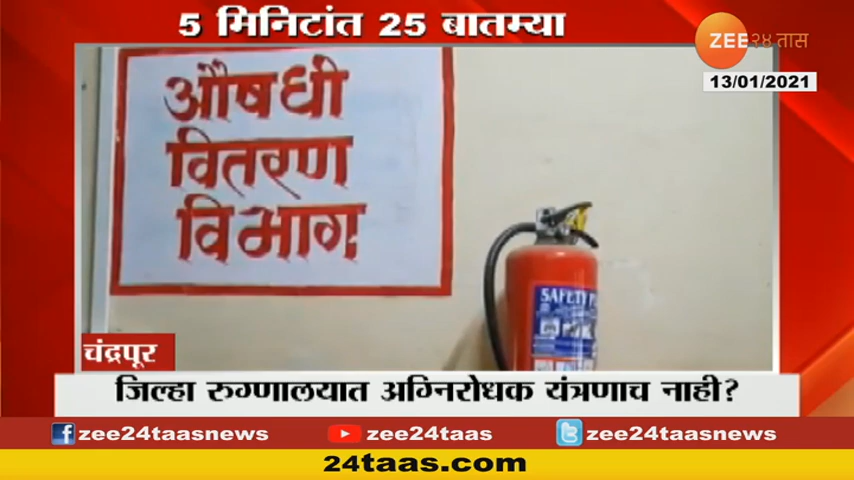 5 मिनिटांत 25 बातम्या
ZEE २४ तास
13/01/2021
औषधी
वितरण
विभाग
SAFETY
चंद्रपूर
जिल्हा रुग्णालयात अग्निरोधक यंत्रणाच नाही?
zee24taasnews
zee24taas
zee24taasnews
24taas.com